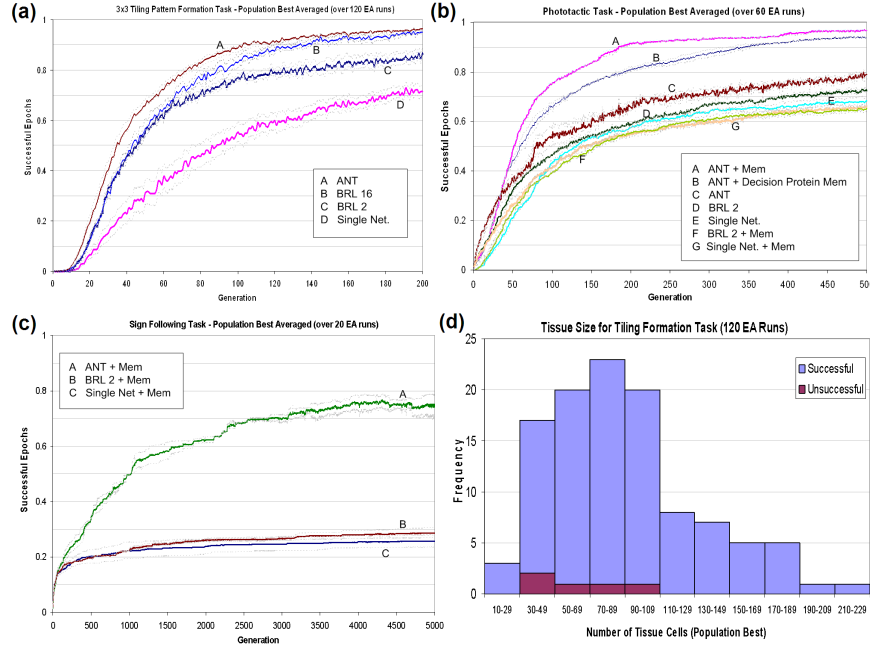 (a)
3x3 Tiling Pattern Formation Task - Population Best Averaged (over 120 EA runs)
Successful Epochs
1
0.8
0.6
0.4
0.2
0
0 20 40 60 80 100 120 140 160 180 200
Generation
A
B
C
D
A ANT
B BRL 16
C BRL 2
D Single Net.
(b)
Phototactic Task - Population Best Averaged (over 60 EA runs)
Successful Epochs
1
0.8
0.6
0.4
0.2
0
0 50 100 150 200 250 300 350 400 450 500
Generation
A
B
C
D
E
F
G
A ANT + Mem
B ANT + Decision Protein Mem
C ANT
D BRL 2
E Single Net.
F BRL 2 + Mem
G Single Net. + Mem
(c)
Sign Following Task - Population Best Averaged (over 20 EA runs)
Successful Epochs
1
0.8
0.6
0.4
0.2
0
0 500 1000 1500 2000 2500 3000 3500 4000 4500 5000
Generation
A ANT + Mem
B BRL 2 + Mem
C Single Net + Mem
A
B
C
(d)
Tissue Size for Tiling Formation Task (120 EA Runs)
Frequency
25
20
15
10
5
0
Successful
Unsuccessful
10-29 30-49 50-69 70-89 90-109 110-129 130-149 150-169 170-189 190-209 210-229
Number of Tissue Cells (Population Best)